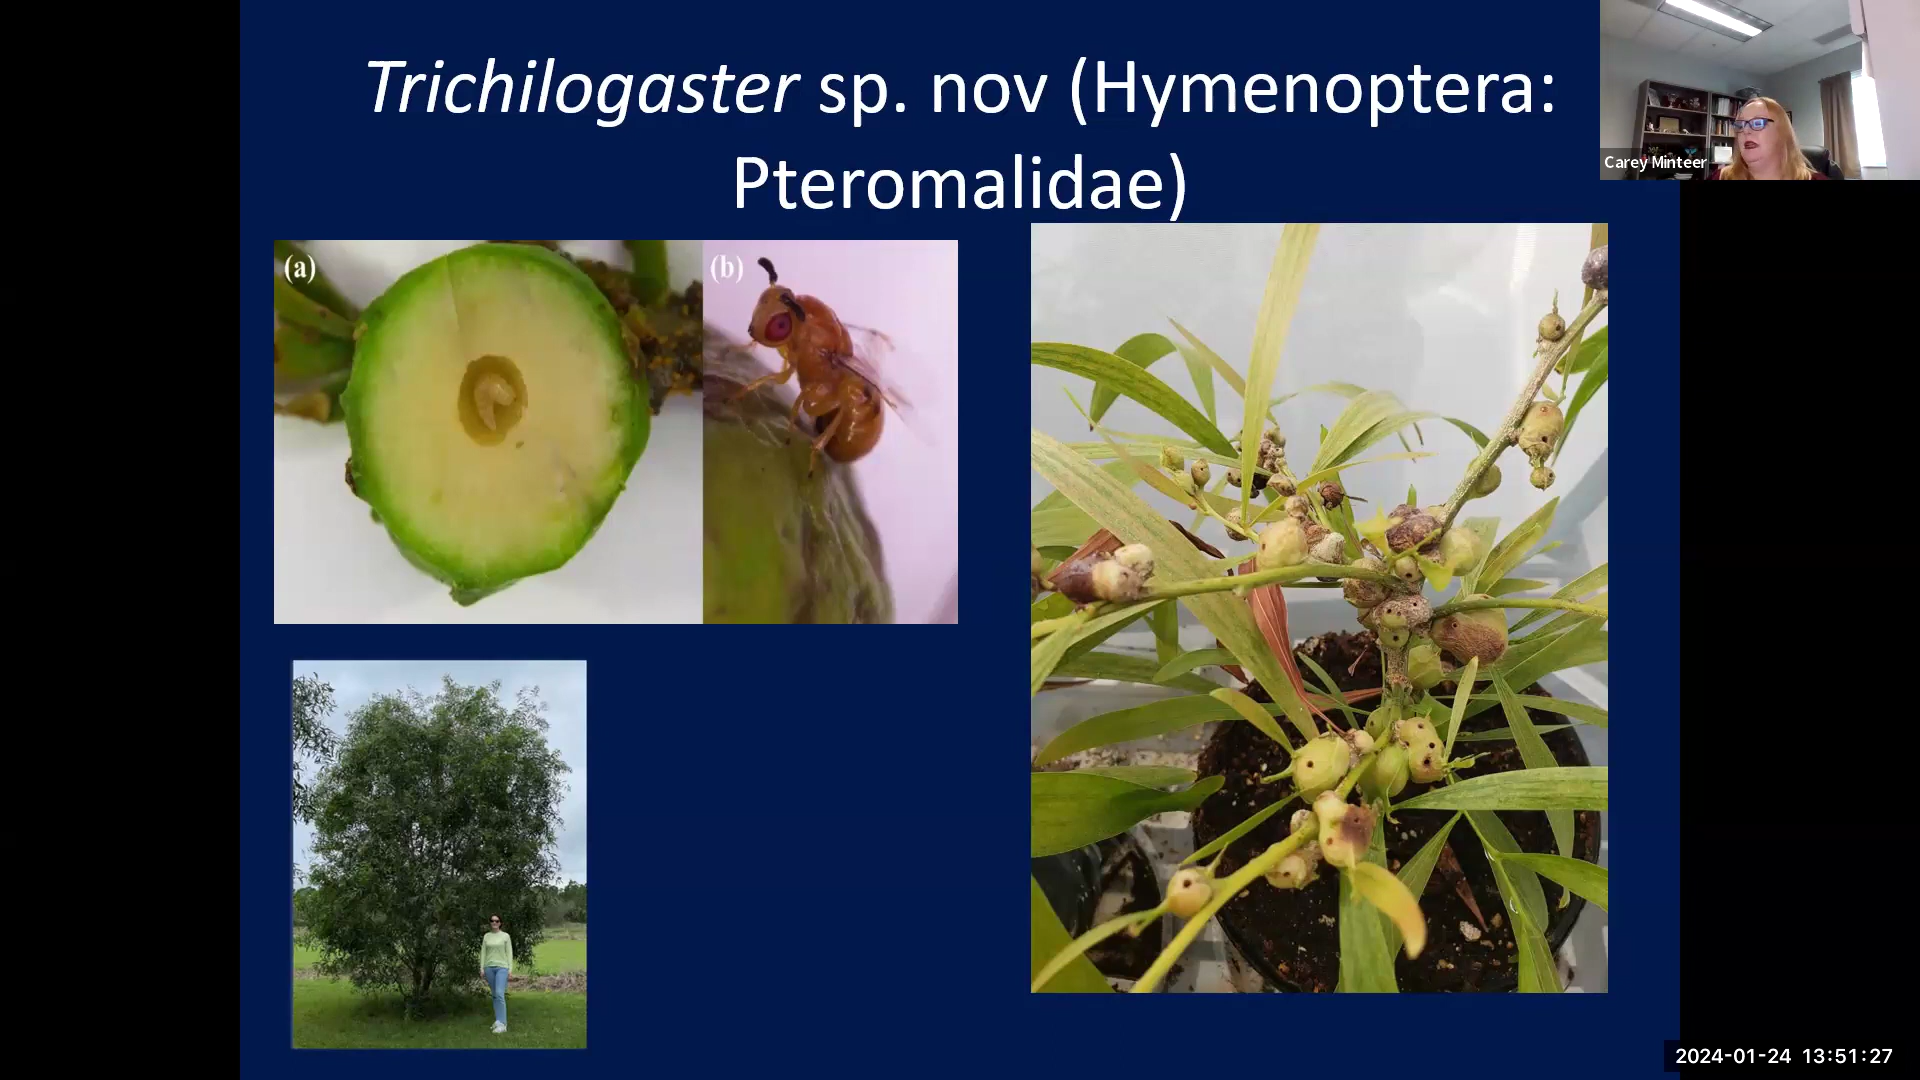 Trichilogaster sp. nov (Hymenoptera:
Pteromalidae)
Carey Minteer
(a)
(b)
2024-01-24 13:51:27